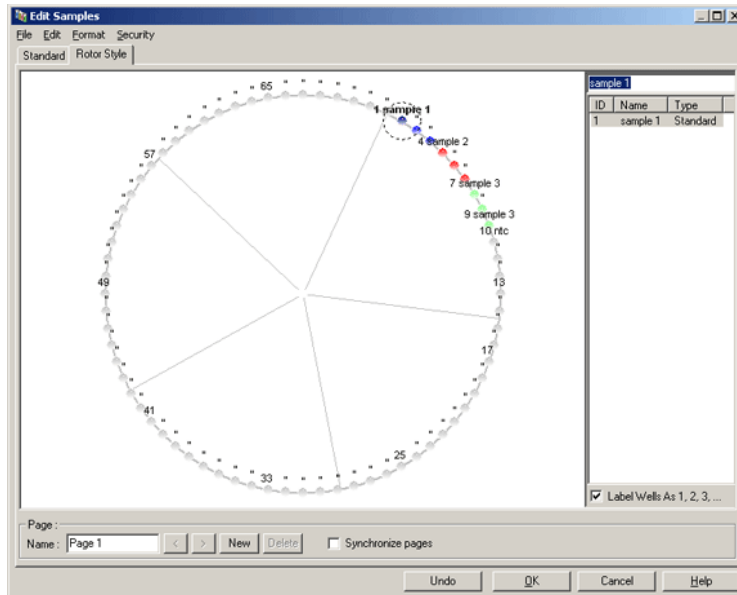 Edit Samples
File Edit Format Security
Standard Rotor Style
65
1 sample 1
4 sample 2
7 sample 3
9 sample 3
10 ntc
13
17
25
33
41
49
57
sample 1
ID Name Type
1 sample 1 Standard
Label Wells As 1, 2, 3, ...
Page :
Name : Page 1 < > New Delete Synchronize pages
Undo OK Cancel Help